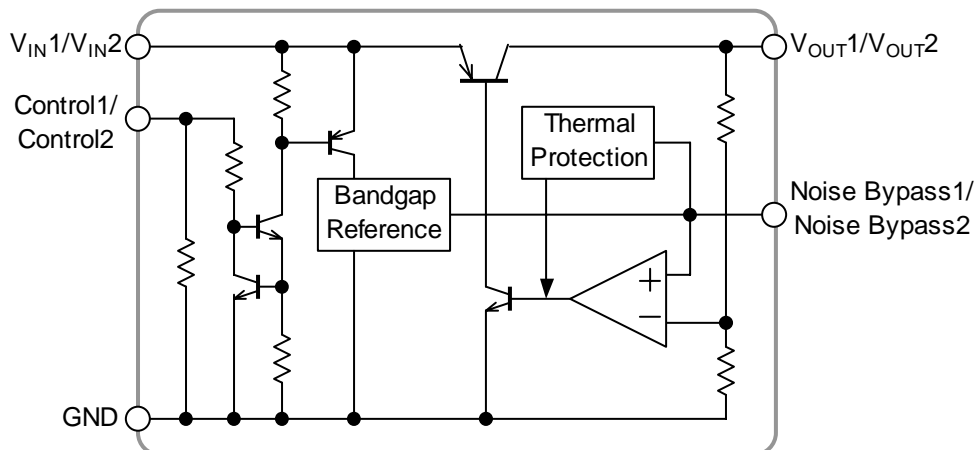 VIN1/VIN2
VOUT1/VOUT2
Control1/
Control2
Thermal
Protection
Bandgap
Reference
Noise Bypass1/
Noise Bypass2
+
−
GND